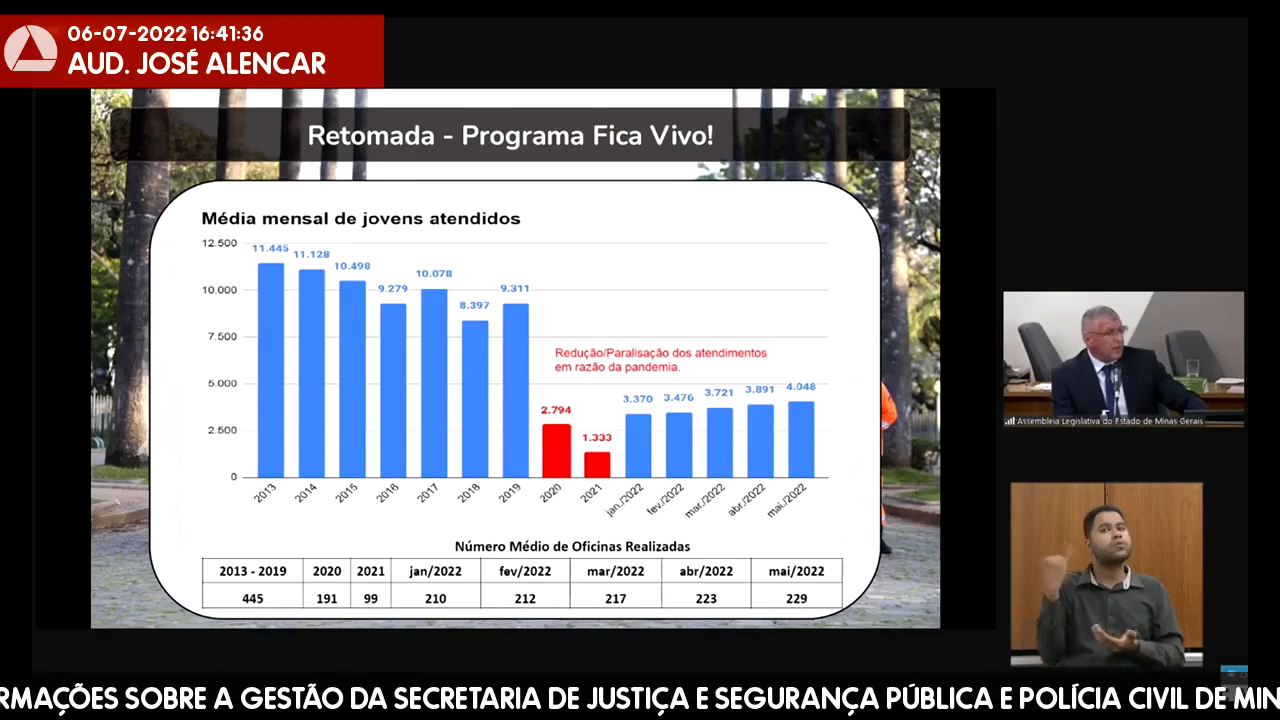 06-07-2022 16:41:36
AUD. JOSÉ ALENCAR
Retomada - Programa Fica Vivo!
Média mensal de jovens atendidos
12.500
10.000
7.500
5.000
2.500
0
11.445
11.128
10.498
9.279
10.078
8.397
9.311
2.794
1.333
3.370
3.476
3.721
3.891
4.048
Redução/Paralisação dos atendimentos
em razão da pandemia.
2013
2014
2015
2016
2017
2018
2019
2020
2021
jan./2022
fev./2022
mar./2022
abr./2022
mai./2022
Número Médio de Oficinas Realizadas
2013 - 2019 2020 2021 jan/2022 fev/2022 mar/2022 abr/2022 mai/2022
445 191 99 210 212 217 223 229
Assembleia Legislativa do Estado de Minas Gerais
RMAÇÕES SOBRE A GESTÃO DA SECRETARIA DE JUSTIÇA E SEGURANÇA PÚBLICA E POLÍCIA CIVIL DE MIN